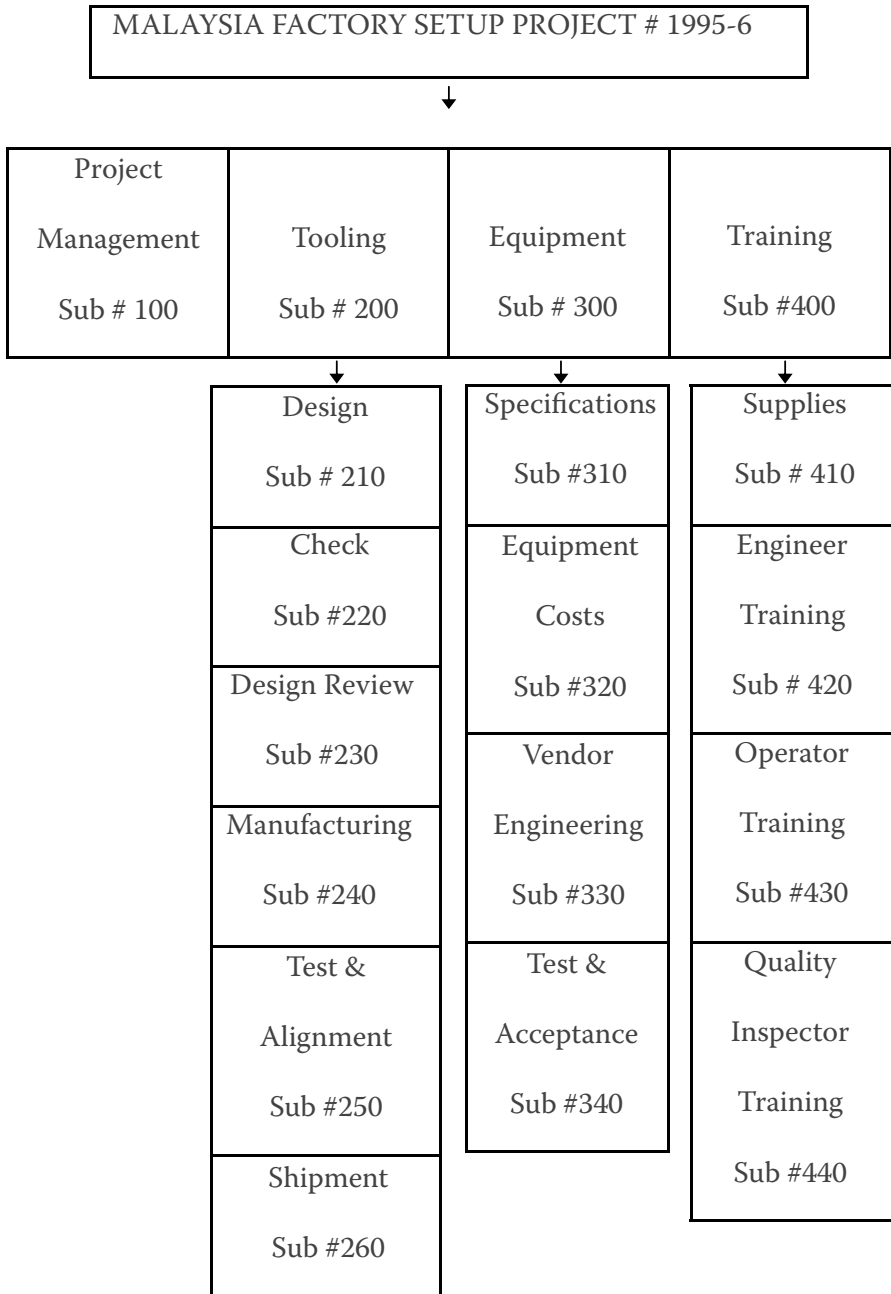 MALAYSIA FACTORY SETUP PROJECT # 1995-6
Project
Management
Sub # 100
Tooling
Sub # 200
Equipment
Sub # 300
Training
Sub #400
Design
Sub # 210
Check
Sub #220
Design Review
Sub #230
Manufacturing
Sub #240
Test &
Alignment
Sub #250
Shipment
Sub #260
Specifications
Sub #310
Equipment
Costs
Sub #320
Vendor
Engineering
Sub #330
Test &
Acceptance
Sub #340
Supplies
Sub # 410
Engineer
Training
Sub # 420
Operator
Training
Sub #430
Quality
Inspector
Training
Sub #440